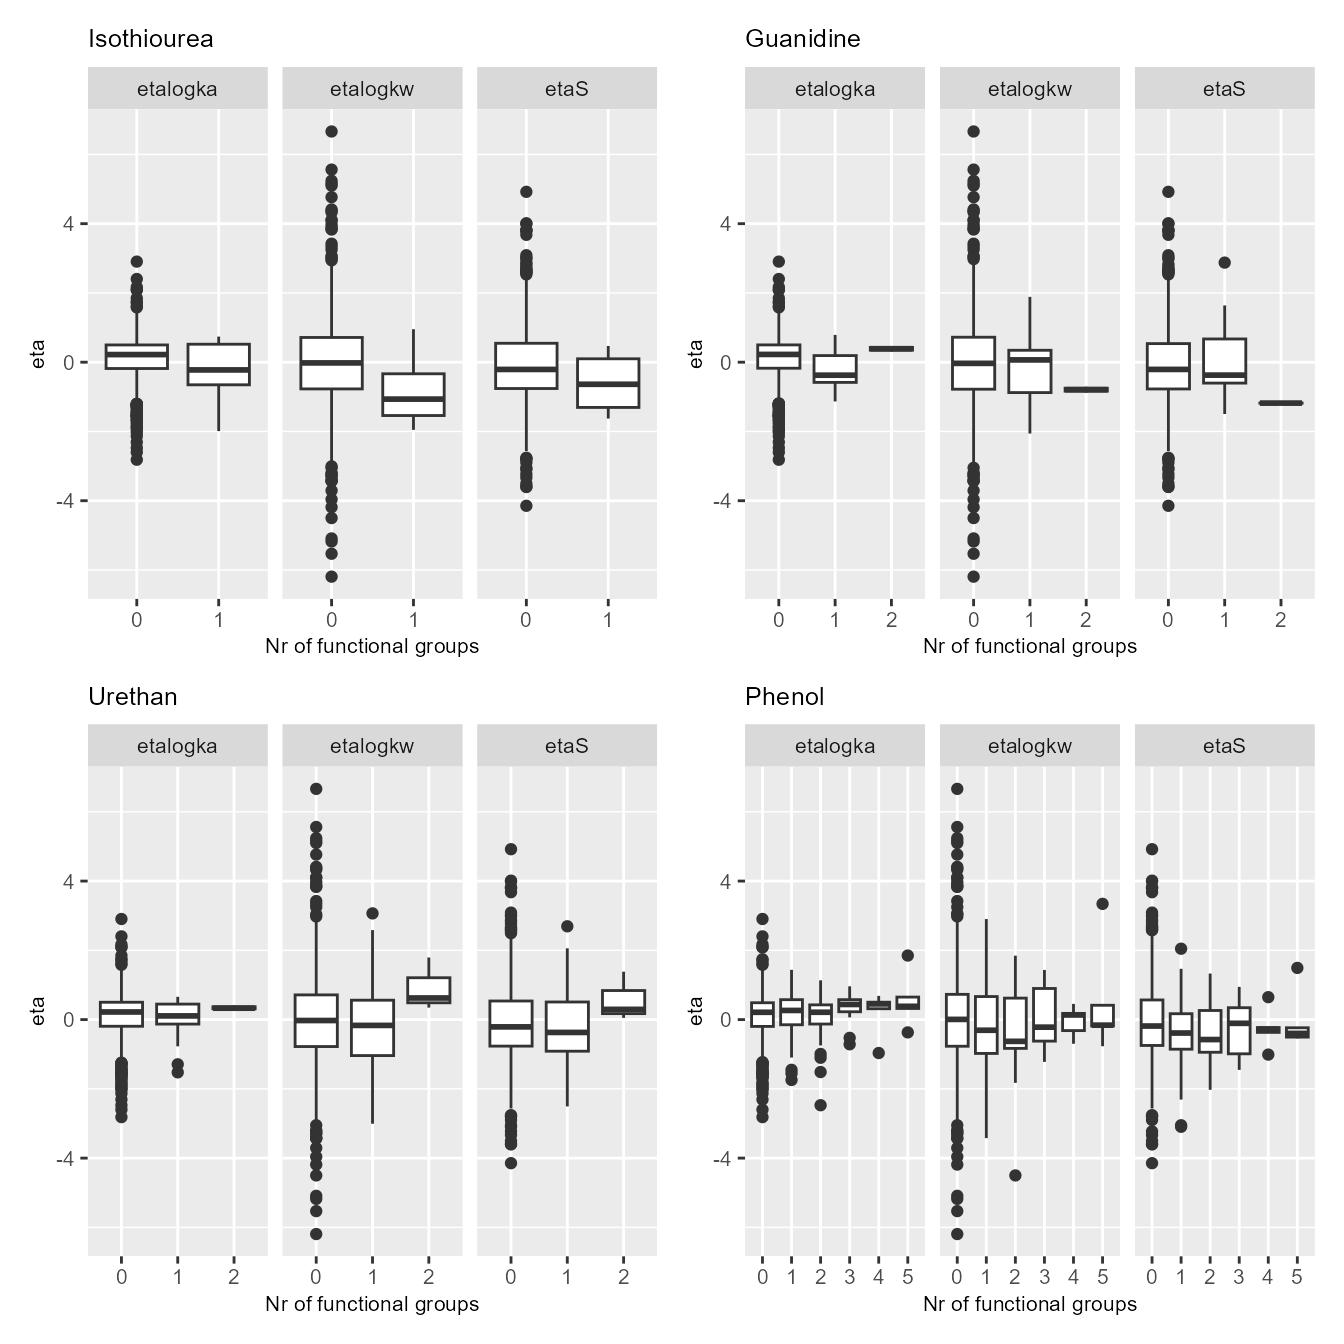 Isothiourea
etalogka etalogkw etaS
4
0
-4
eta
0 1 0 1 0 1
Nr of functional groups
Guanidine
etalogka etalogkw etaS
4
0
-4
eta
0 1 2 0 1 2 0 1 2
Nr of functional groups
Urethan
etalogka etalogkw etaS
4
0
-4
eta
0 1 2 0 1 2 0 1 2
Nr of functional groups
Phenol
etalogka etalogkw etaS
4
0
-4
eta
0 1 2 3 4 5 0 1 2 3 4 5 0 1 2 3 4 5
Nr of functional groups